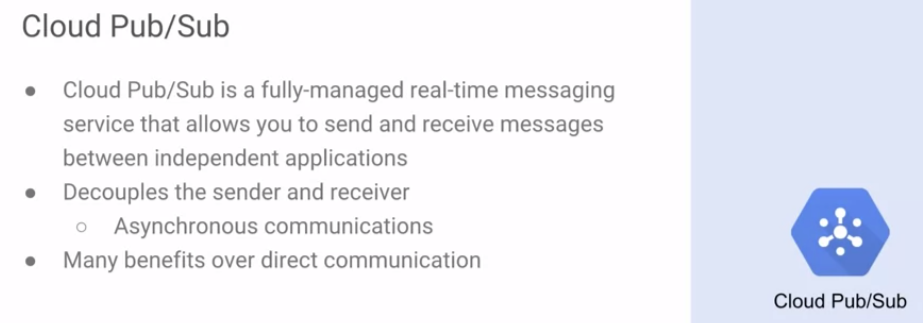 Cloud Pub/Sub
● Cloud Pub/Sub is a fully-managed real-time messaging
service that allows you to send and receive messages
between independent applications
● Decouples the sender and receiver
○ Asynchronous communications
● Many benefits over direct communication
Cloud Pub/Sub